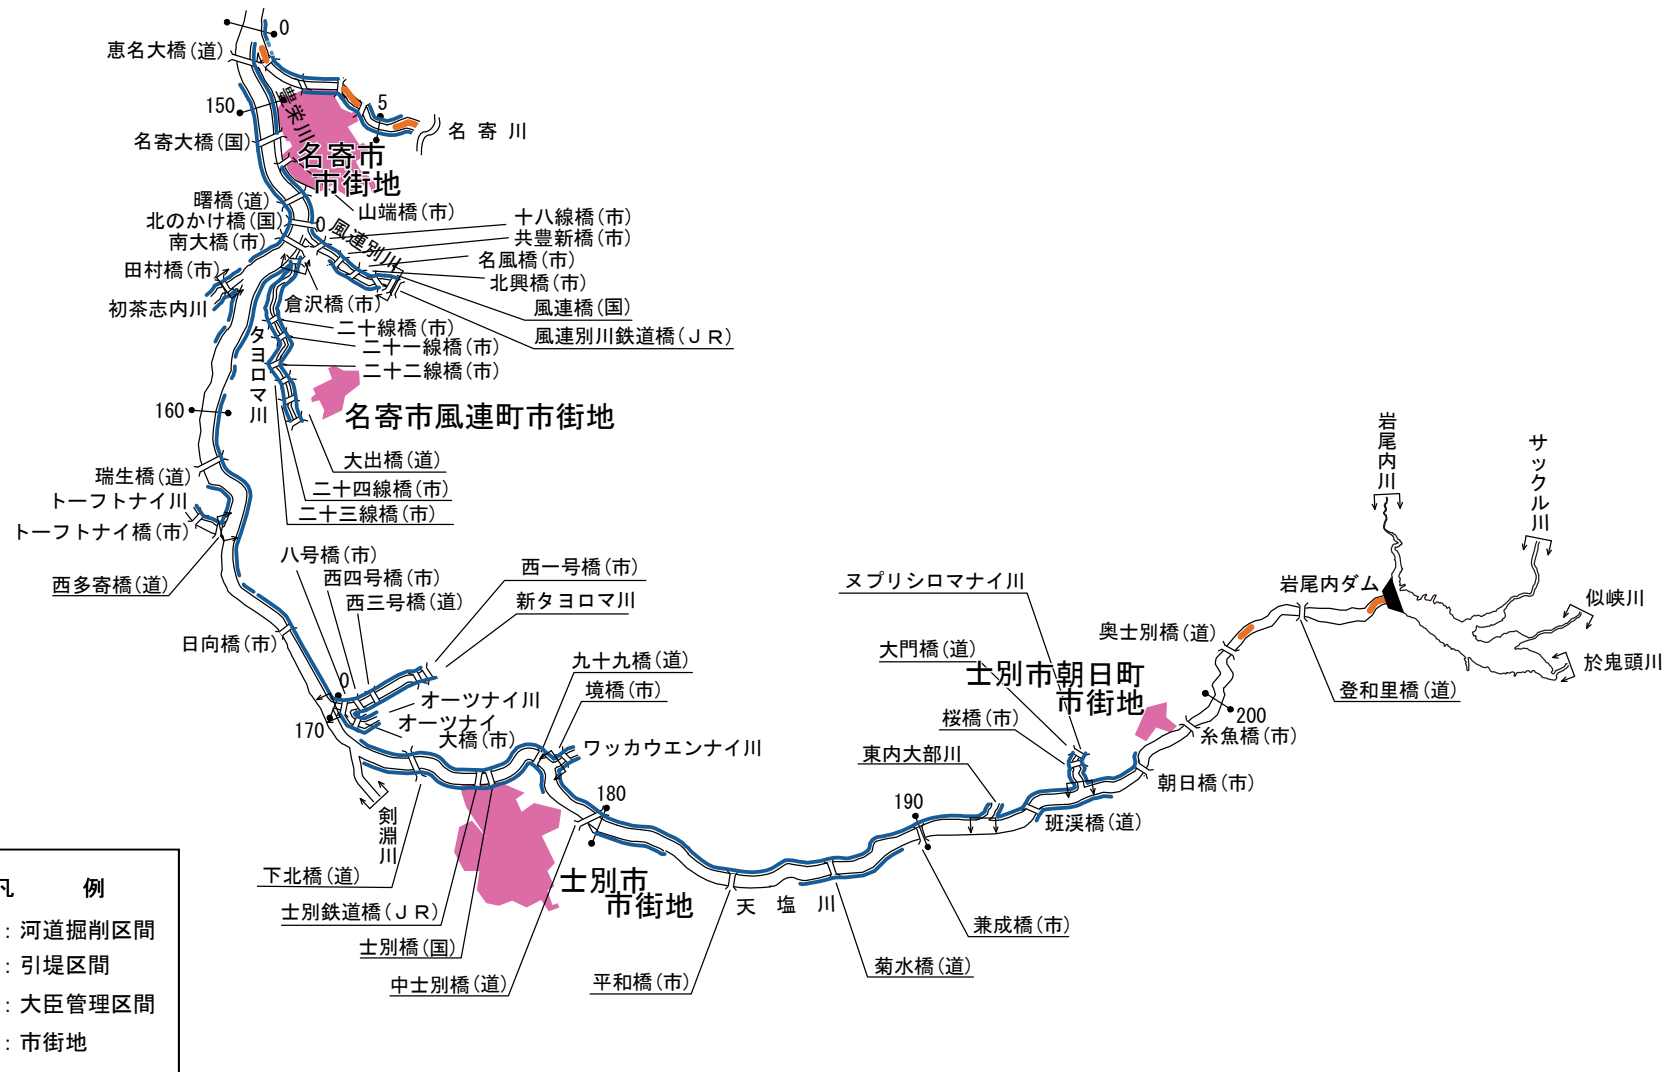 0
恵名大橋(道)
150
豊栄川
5
名寄川
名寄大橋(国)
名寄市
市街地
曙橋(道)
山端橋(市)
北のかけ橋(国)
0
風連別川
十八線橋(市)
南大橋(市)
共豊新橋(市)
田村橋(市)
名風橋(市)
北興橋(市)
初茶志内川
倉沢橋(市)
風連橋(国)
二十線橋(市)
風連別川鉄道橋(JR)
タヨロマ川
二十一線橋(市)
二十二線橋(市)
160
名寄市風連町市街地
大出橋(道)
瑞生橋(道)
二十四線橋(市)
トーフトナイ川
二十三線橋(市)
トーフトナイ橋(市)
西多寄橋(道)
八号橋(市)
西四号橋(市)
西三号橋(道)
西一号橋(市)
新タヨロマ川
日向橋(市)
0
170
オーツナイ川
オーツナイ
大橋(市)
九十九橋(道)
境橋(市)
ワッカウエンナイ川
剣淵川
180
下北橋(道)
士別鉄道橋(JR)
士別橋(国)
士別市
市街地
中士別橋(道)
平和橋(市)
天塩川
菊水橋(道)
兼成橋(市)
190
東内大部川
班渓橋(道)
桜橋(市)
大門橋(道)
ヌプリシロマナイ川
士別市朝日町
市街地
朝日橋(市)
糸魚橋(市)
200
奥士別橋(道)
登和里橋(道)
岩尾内ダム
岩尾内川
サックル川
似峡川
於鬼頭川
凡例
:河道掘削区間
:引堤区間
:大臣管理区間
:市街地